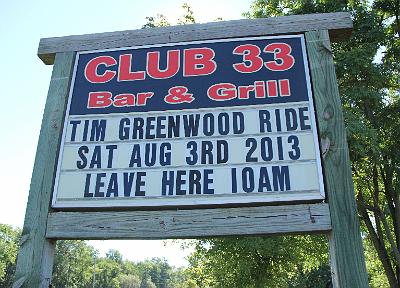 CLUB 33
Bar & Grill
TIM GREENWOOD RIDE
SAT AUG 3RD 2013
LEAVE HERE 10AM